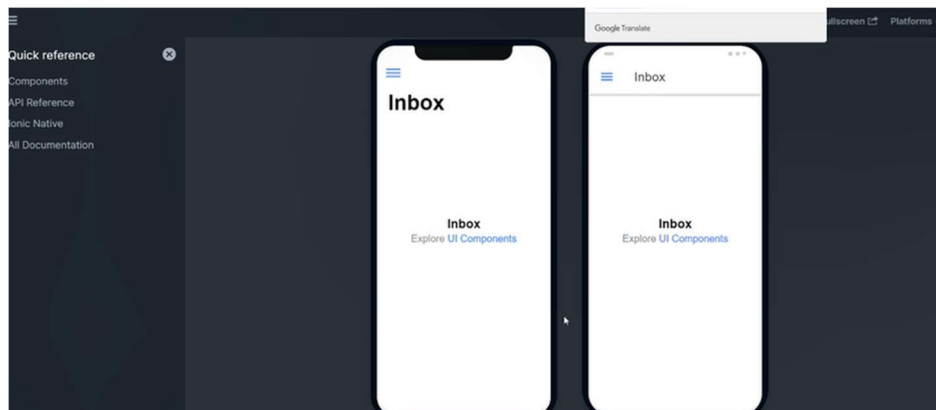 Google Translate
ullscreen
Platforms
Quick reference
Components
API Reference
Ionic Native
All Documentation
Inbox
Inbox
Explore UI Components
Inbox
Inbox
Explore UI Components